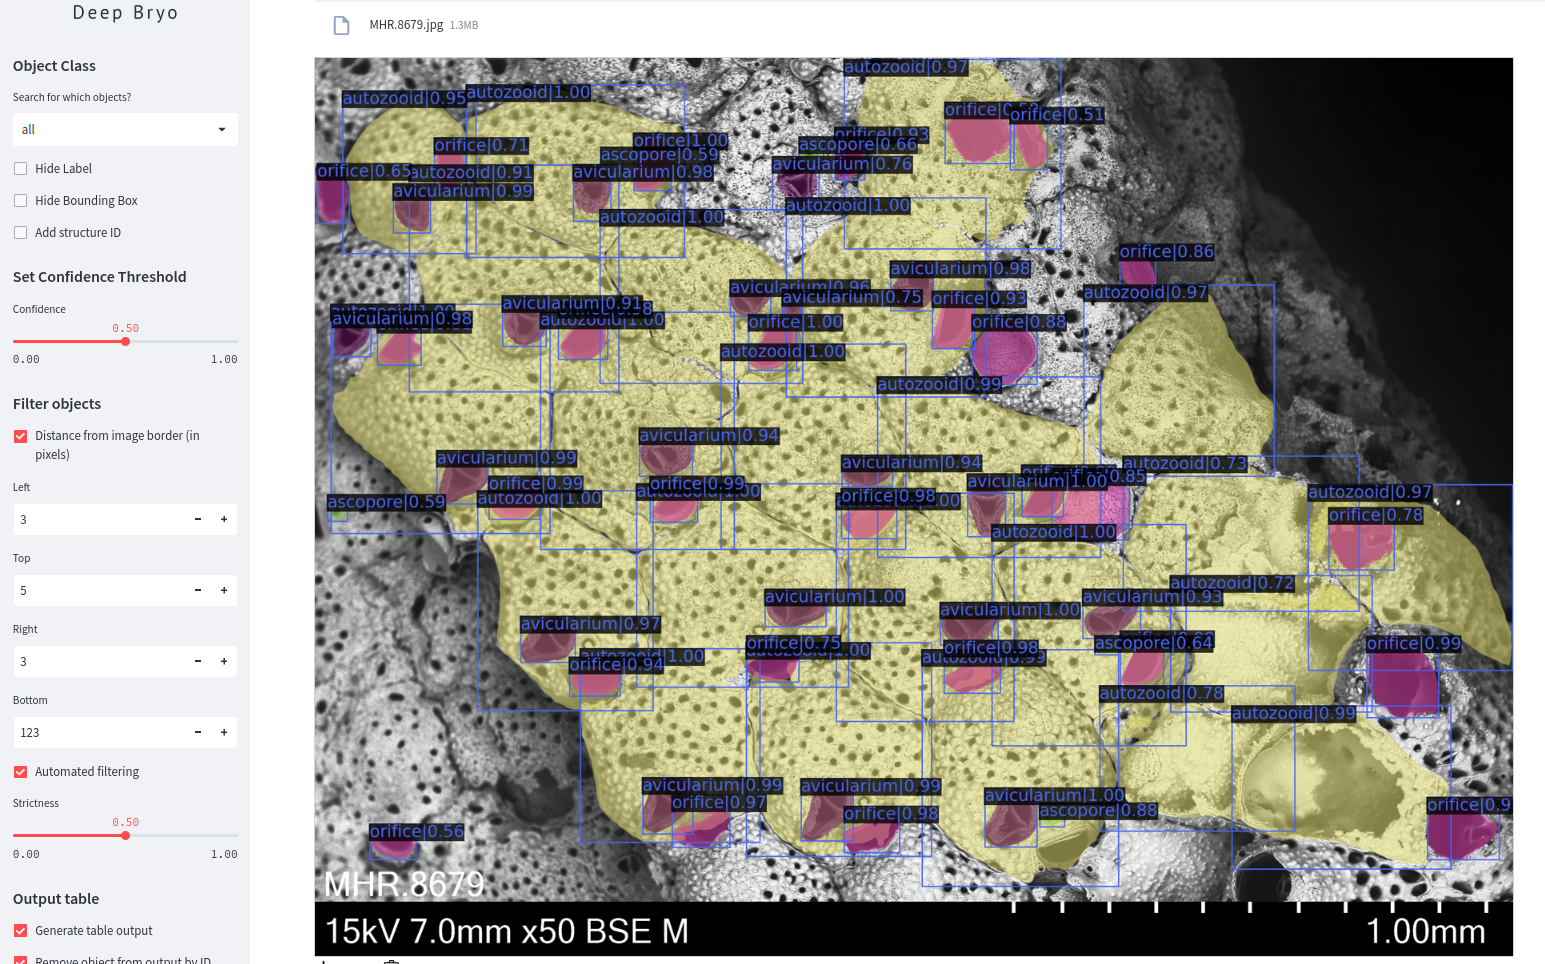 Deep Bryo
Object Class
Search for which objects?
all
Hide Label
Hide Bounding Box
Add structure ID
Set Confidence Threshold
Confidence
0.50
0.00 1.00
Filter objects
Distance from image border (in
pixels)
Left
3 - +
Top
5 - +
Right
3 - +
Bottom
123 - +
Automated filtering
Strictness
0.50
0.00 1.00
Output table
Generate table output
Remove object from output by ID
MHR.8679.jpg 1.3MB
autozooid|0.97
autozooid|0.95
autozooid|1.00
orifice|0.51
orifice|0.93
orifice|0.71
orifice|1.00
ascopore|0.66
ascopore|0.59
avicularium|0.76
orifice|0.65
autozooid|0.91
avicularium|0.98
avicularium|0.99
autozooid|1.00
autozooid|1.00
orifice|0.86
avicularium|0.98
avicularium|0.96
autozooid|0.97
avicularium|0.75
orifice|0.93
avicularium|0.91
autozooid|1.00
avicularium|0.98
autozooid|1.00
orifice|1.00
orifice|0.88
autozooid|1.00
autozooid|0.99
avicularium|0.94
avicularium|0.99
avicularium|0.94
autozooid|0.73
orifice|0.99
orifice|0.99
avicularium|1.00
0.85
autozooid|0.97
ascopore|0.59
autozooid|1.00
orifice|0.98
orifice|0.78
autozooid|1.00
autozooid|0.72
avicularium|1.00
avicularium|0.93
avicularium|1.00
avicularium|0.97
orifice|0.75
orifice|0.98
ascopore|0.64
orifice|0.99
autozooid|1.00
orifice|0.94
autozooid|0.99
autozooid|0.78
autozooid|0.99
avicularium|0.99
avicularium|0.99
avicularium|1.00
orifice|0.97
orifice|0.98
ascopore|0.88
orifice|0.9
orifice|0.56
MHR.8679
15kV 7.0mm x50 BSE M 1.00mm